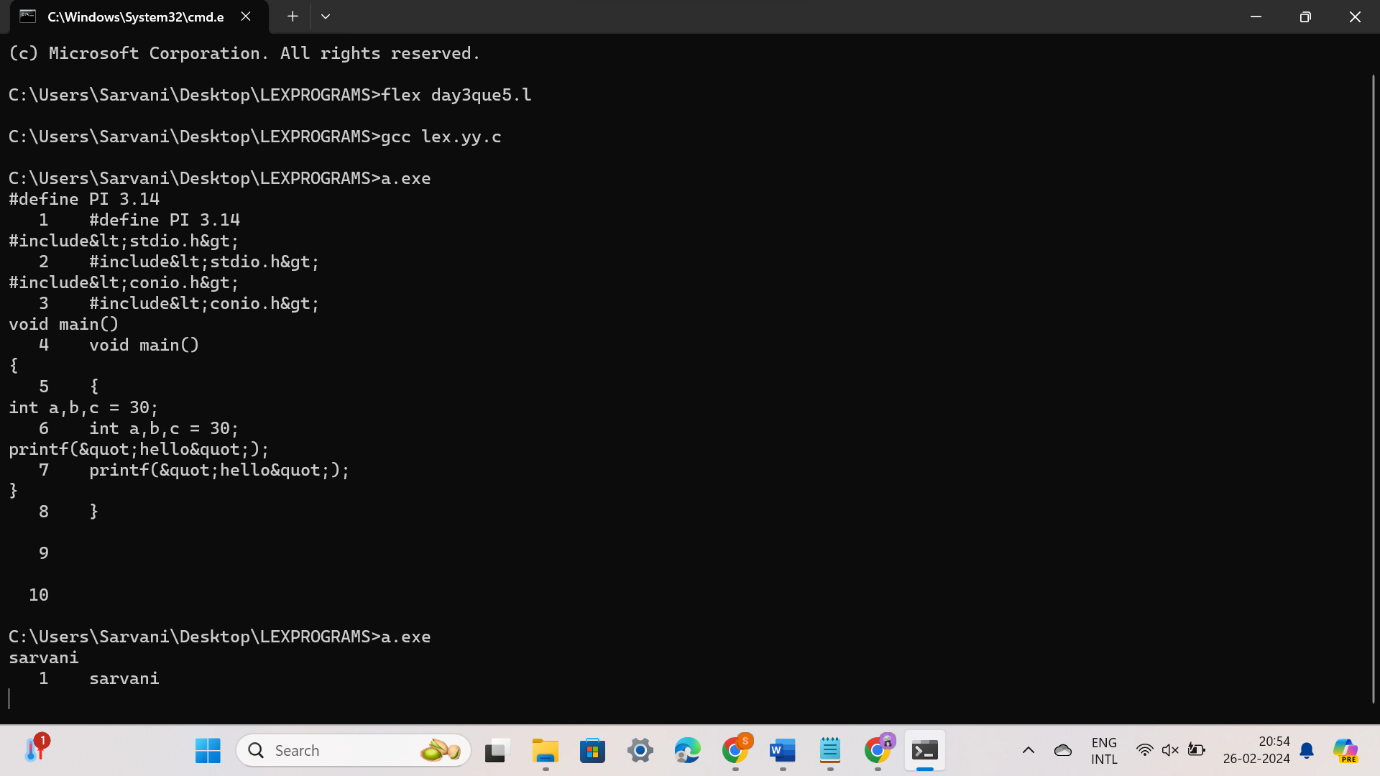 C:\Windows\System32\cmd.e
(c) Microsoft Corporation. All rights reserved.
C:\Users\Sarvani\Desktop\LEXPROGRAMS>flex day3que5.l
C:\Users\Sarvani\Desktop\LEXPROGRAMS>gcc lex.yy.c
C:\Users\Sarvani\Desktop\LEXPROGRAMS>a.exe
#define PI 3.14
1 #define PI 3.14
#include&lt;stdio.h&gt;
2 #include&lt;stdio.h&gt;
#include&lt;conio.h&gt;
3 #include&lt;conio.h&gt;
void main()
4 void main()
{
5 {
int a,b,c = 30;
6 int a,b,c = 30;
printf(&quot;hello&quot;);
7 printf(&quot;hello&quot;);
}
8 }
9
10
C:\Users\Sarvani\Desktop\LEXPROGRAMS>a.exe
sarvani
1 sarvani
1
Search
S
W
ENG
INTL
20:54
26-02-2024
PRE